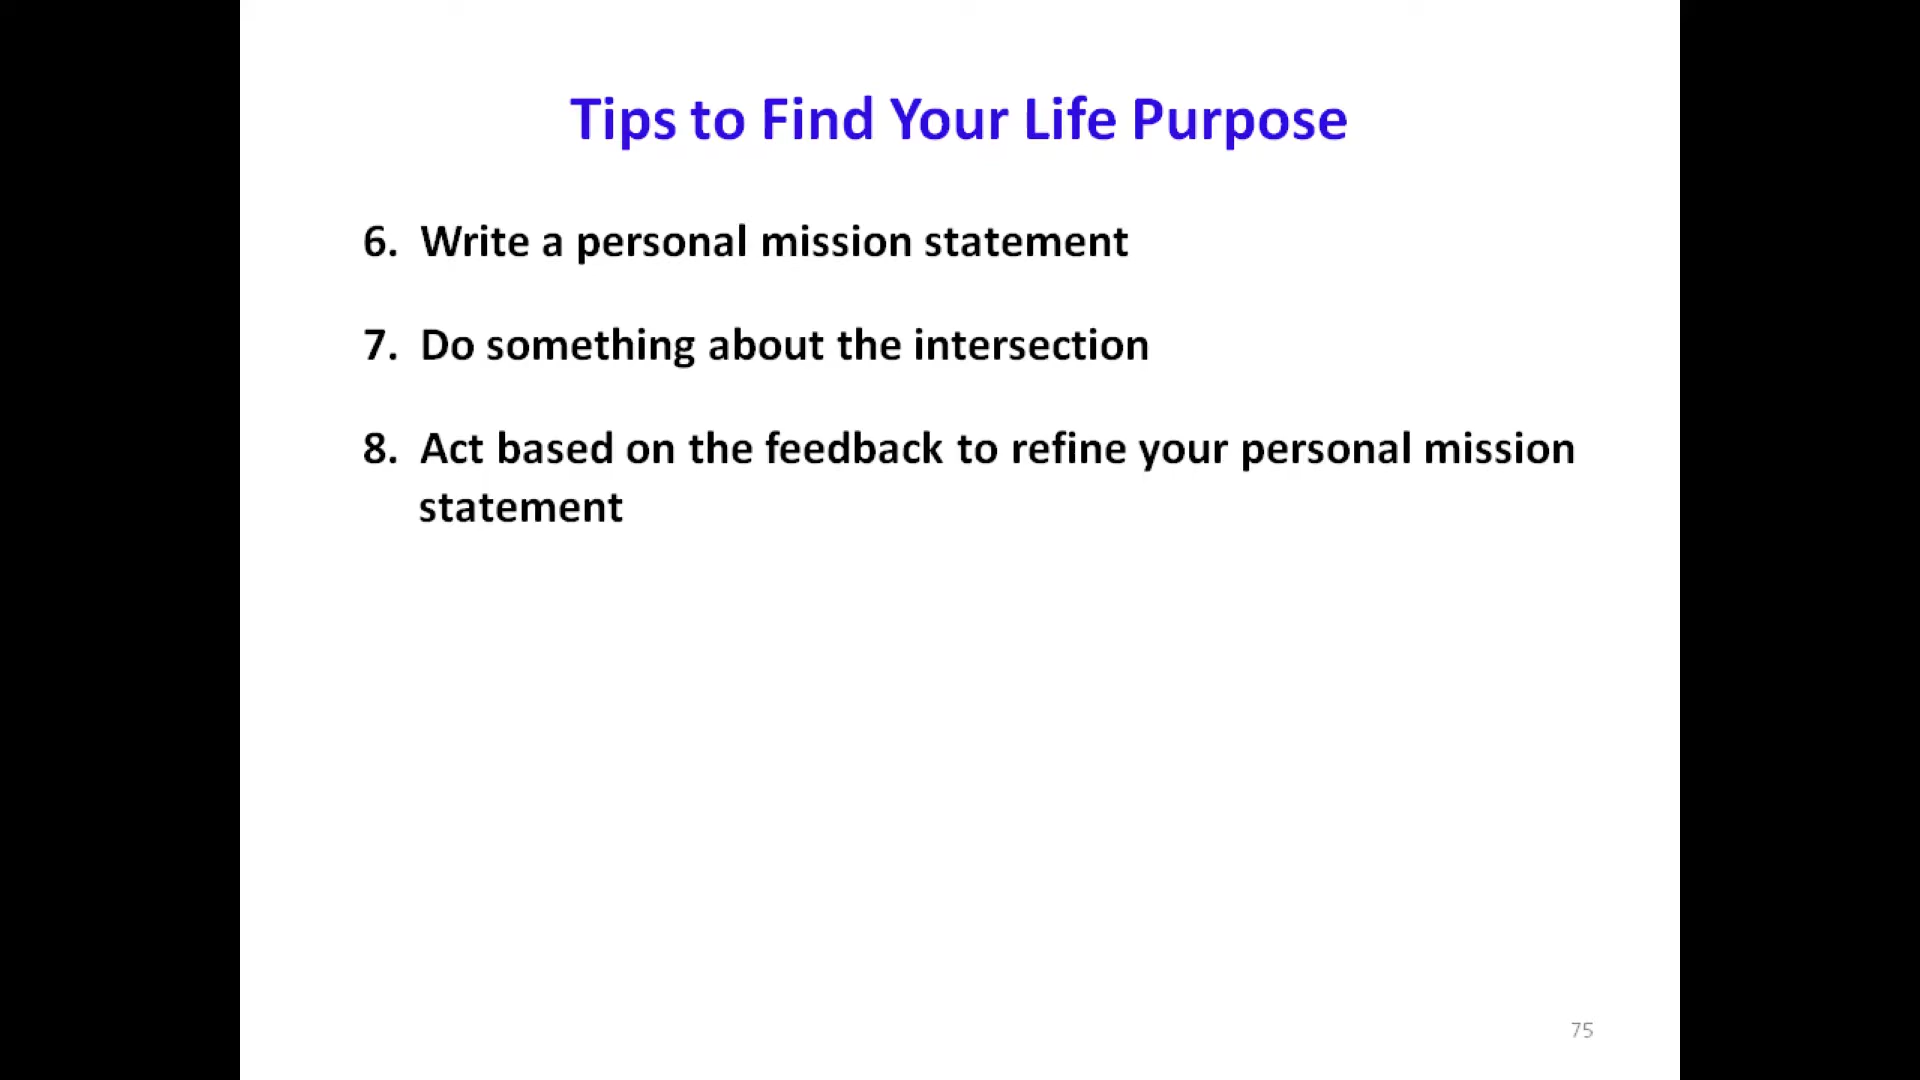 Tips to Find Your Life Purpose
6. Write a personal mission statement
7. Do something about the intersection
8. Act based on the feedback to refine your personal mission
statement
75